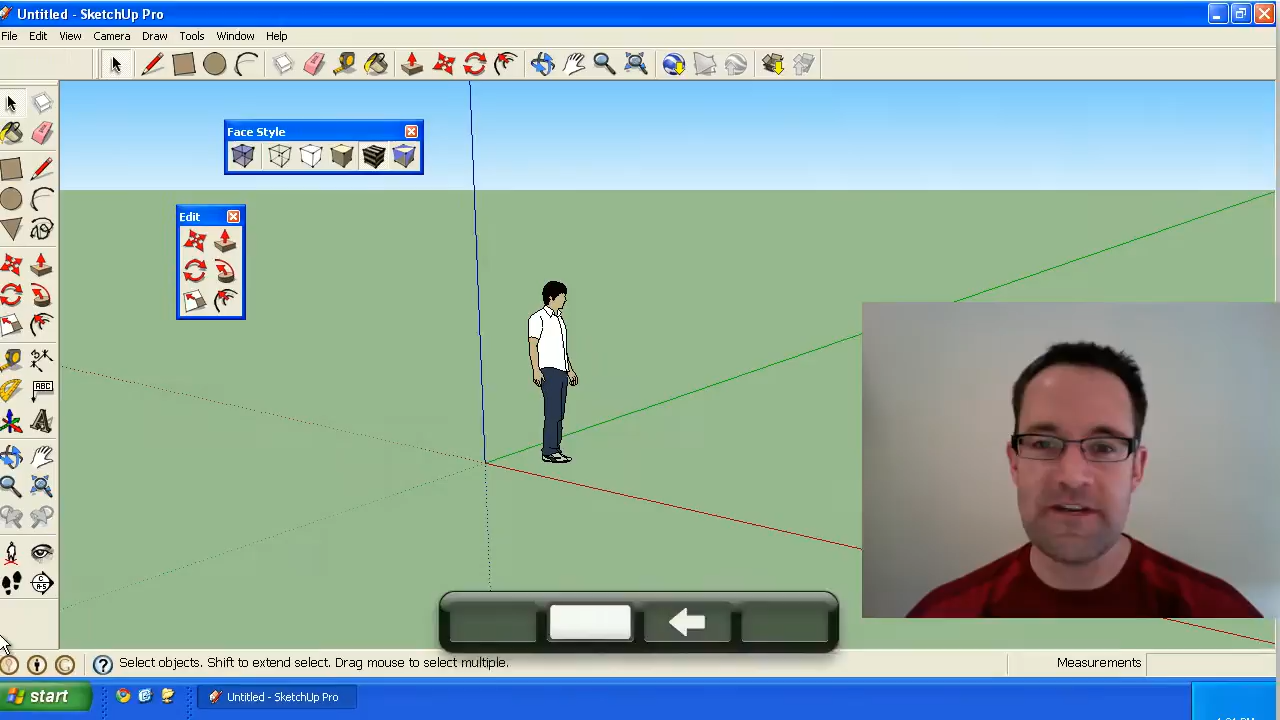 Untitled - SketchUp Pro
File Edit View Camera Draw Tools Window Help
Face Style
Edit
ABC
A
Select objects. Shift to extend select. Drag mouse to select multiple.
Measurements
start
Untitled - SketchUp Pro